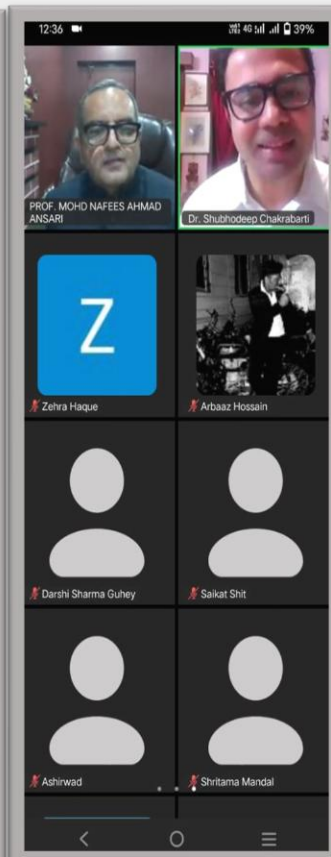 12:36
4G
39%
PROF. MOHD NAFEES AHMAD
ANSARI
Dr. Shubhodeep Chakrabarti
Z
Zehra Haque
Arbaaz Hossain
Darshi Sharma Guhey
Saikat Shit
Ashirwad
Shritama Mandal